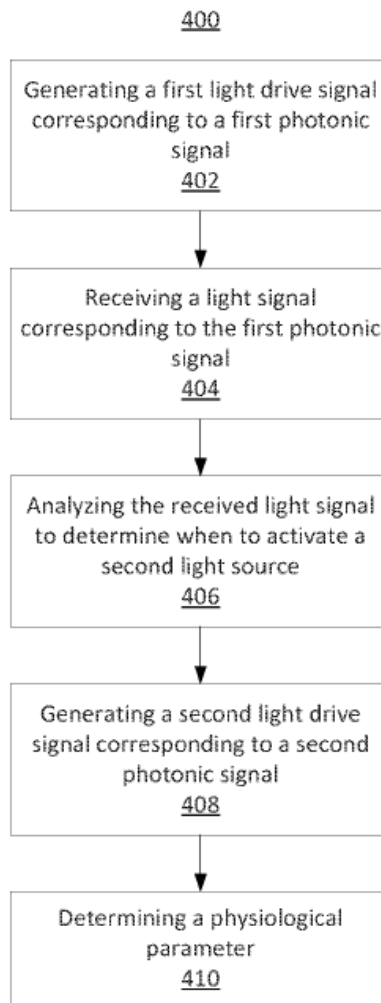 400
Generating a first light drive signal
corresponding to a first photonic
signal
402
Receiving a light signal
corresponding to the first photonic
signal
404
Analyzing the received light signal
to determine when to activate a
second light source
406
Generating a second light drive
signal corresponding to a second
photonic signal
408
Determining a physiological
parameter
410